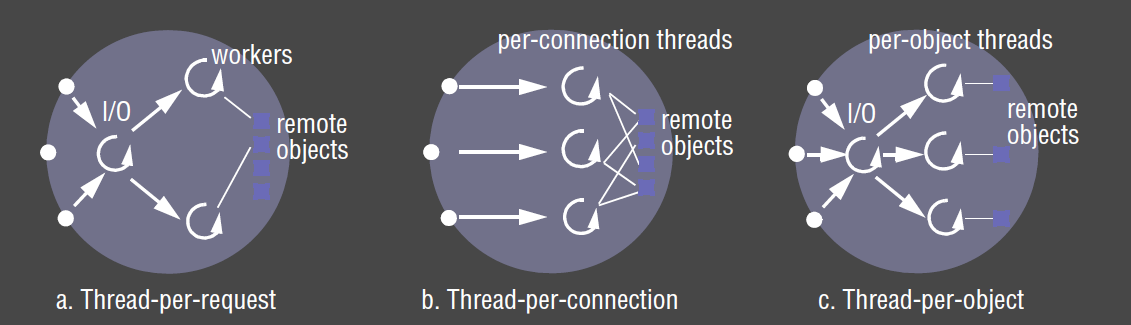 workers
I/O
remote
objects
a. Thread-per-request
per-connection threads
remote
objects
b. Thread-per-connection
per-object threads
I/O
remote
objects
c. Thread-per-object